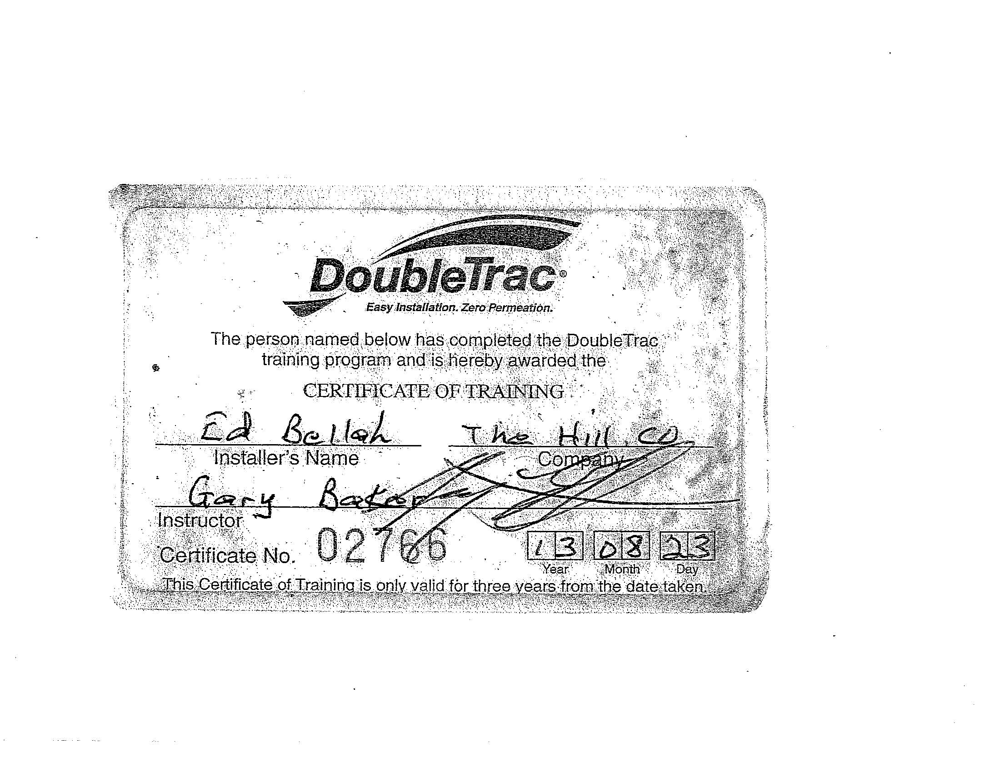 DoubleTrac®
Easy Installation. Zero Permeation.
The person named below has completed the DoubleTrac
training program and is hereby awarded the
CERTIFICATE OF TRAINING
Ed Bellah The Hill CO
Installer's Name Company
Gary Baker
Instructor
Certificate No. 02766 13 08 23
Year Month Day
This Certificate of Training is only valid for three years from the date taken.